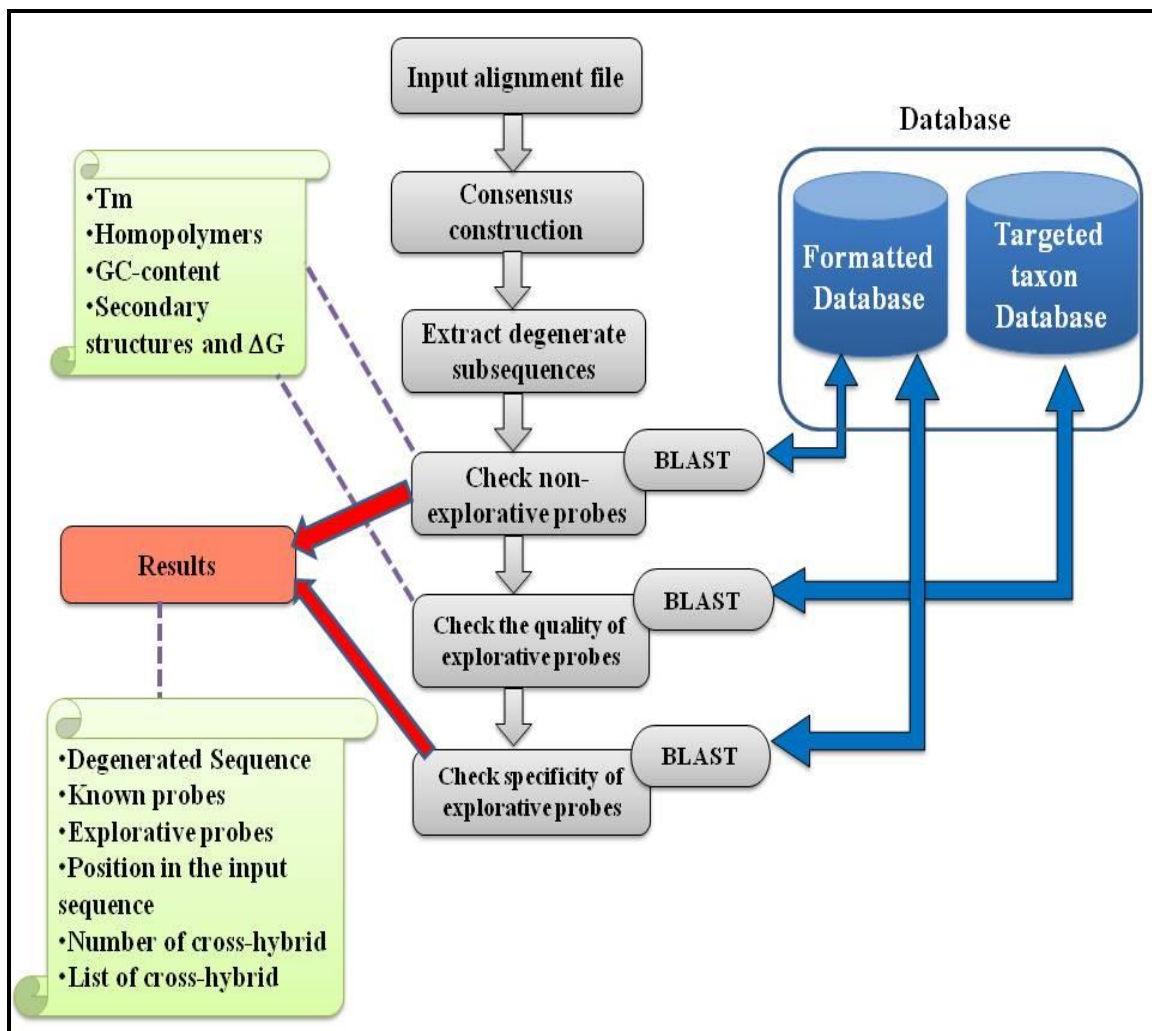 Input alignment file
Database
•Tm
•Homopolymers
•GC-content
•Secondary
structures and ΔG
Consensus
construction
Formatted
Database
Targeted
taxon
Database
Extract degenerate
subsequences
Check non-
explorative probes
BLAST
Results
Check the quality of
explorative probes
BLAST
Check specificity of
explorative probes
BLAST
•Degenerated Sequence
•Known probes
•Explorative probes
•Position in the input
sequence
•Number of cross-hybrid
•List of cross-hybrid